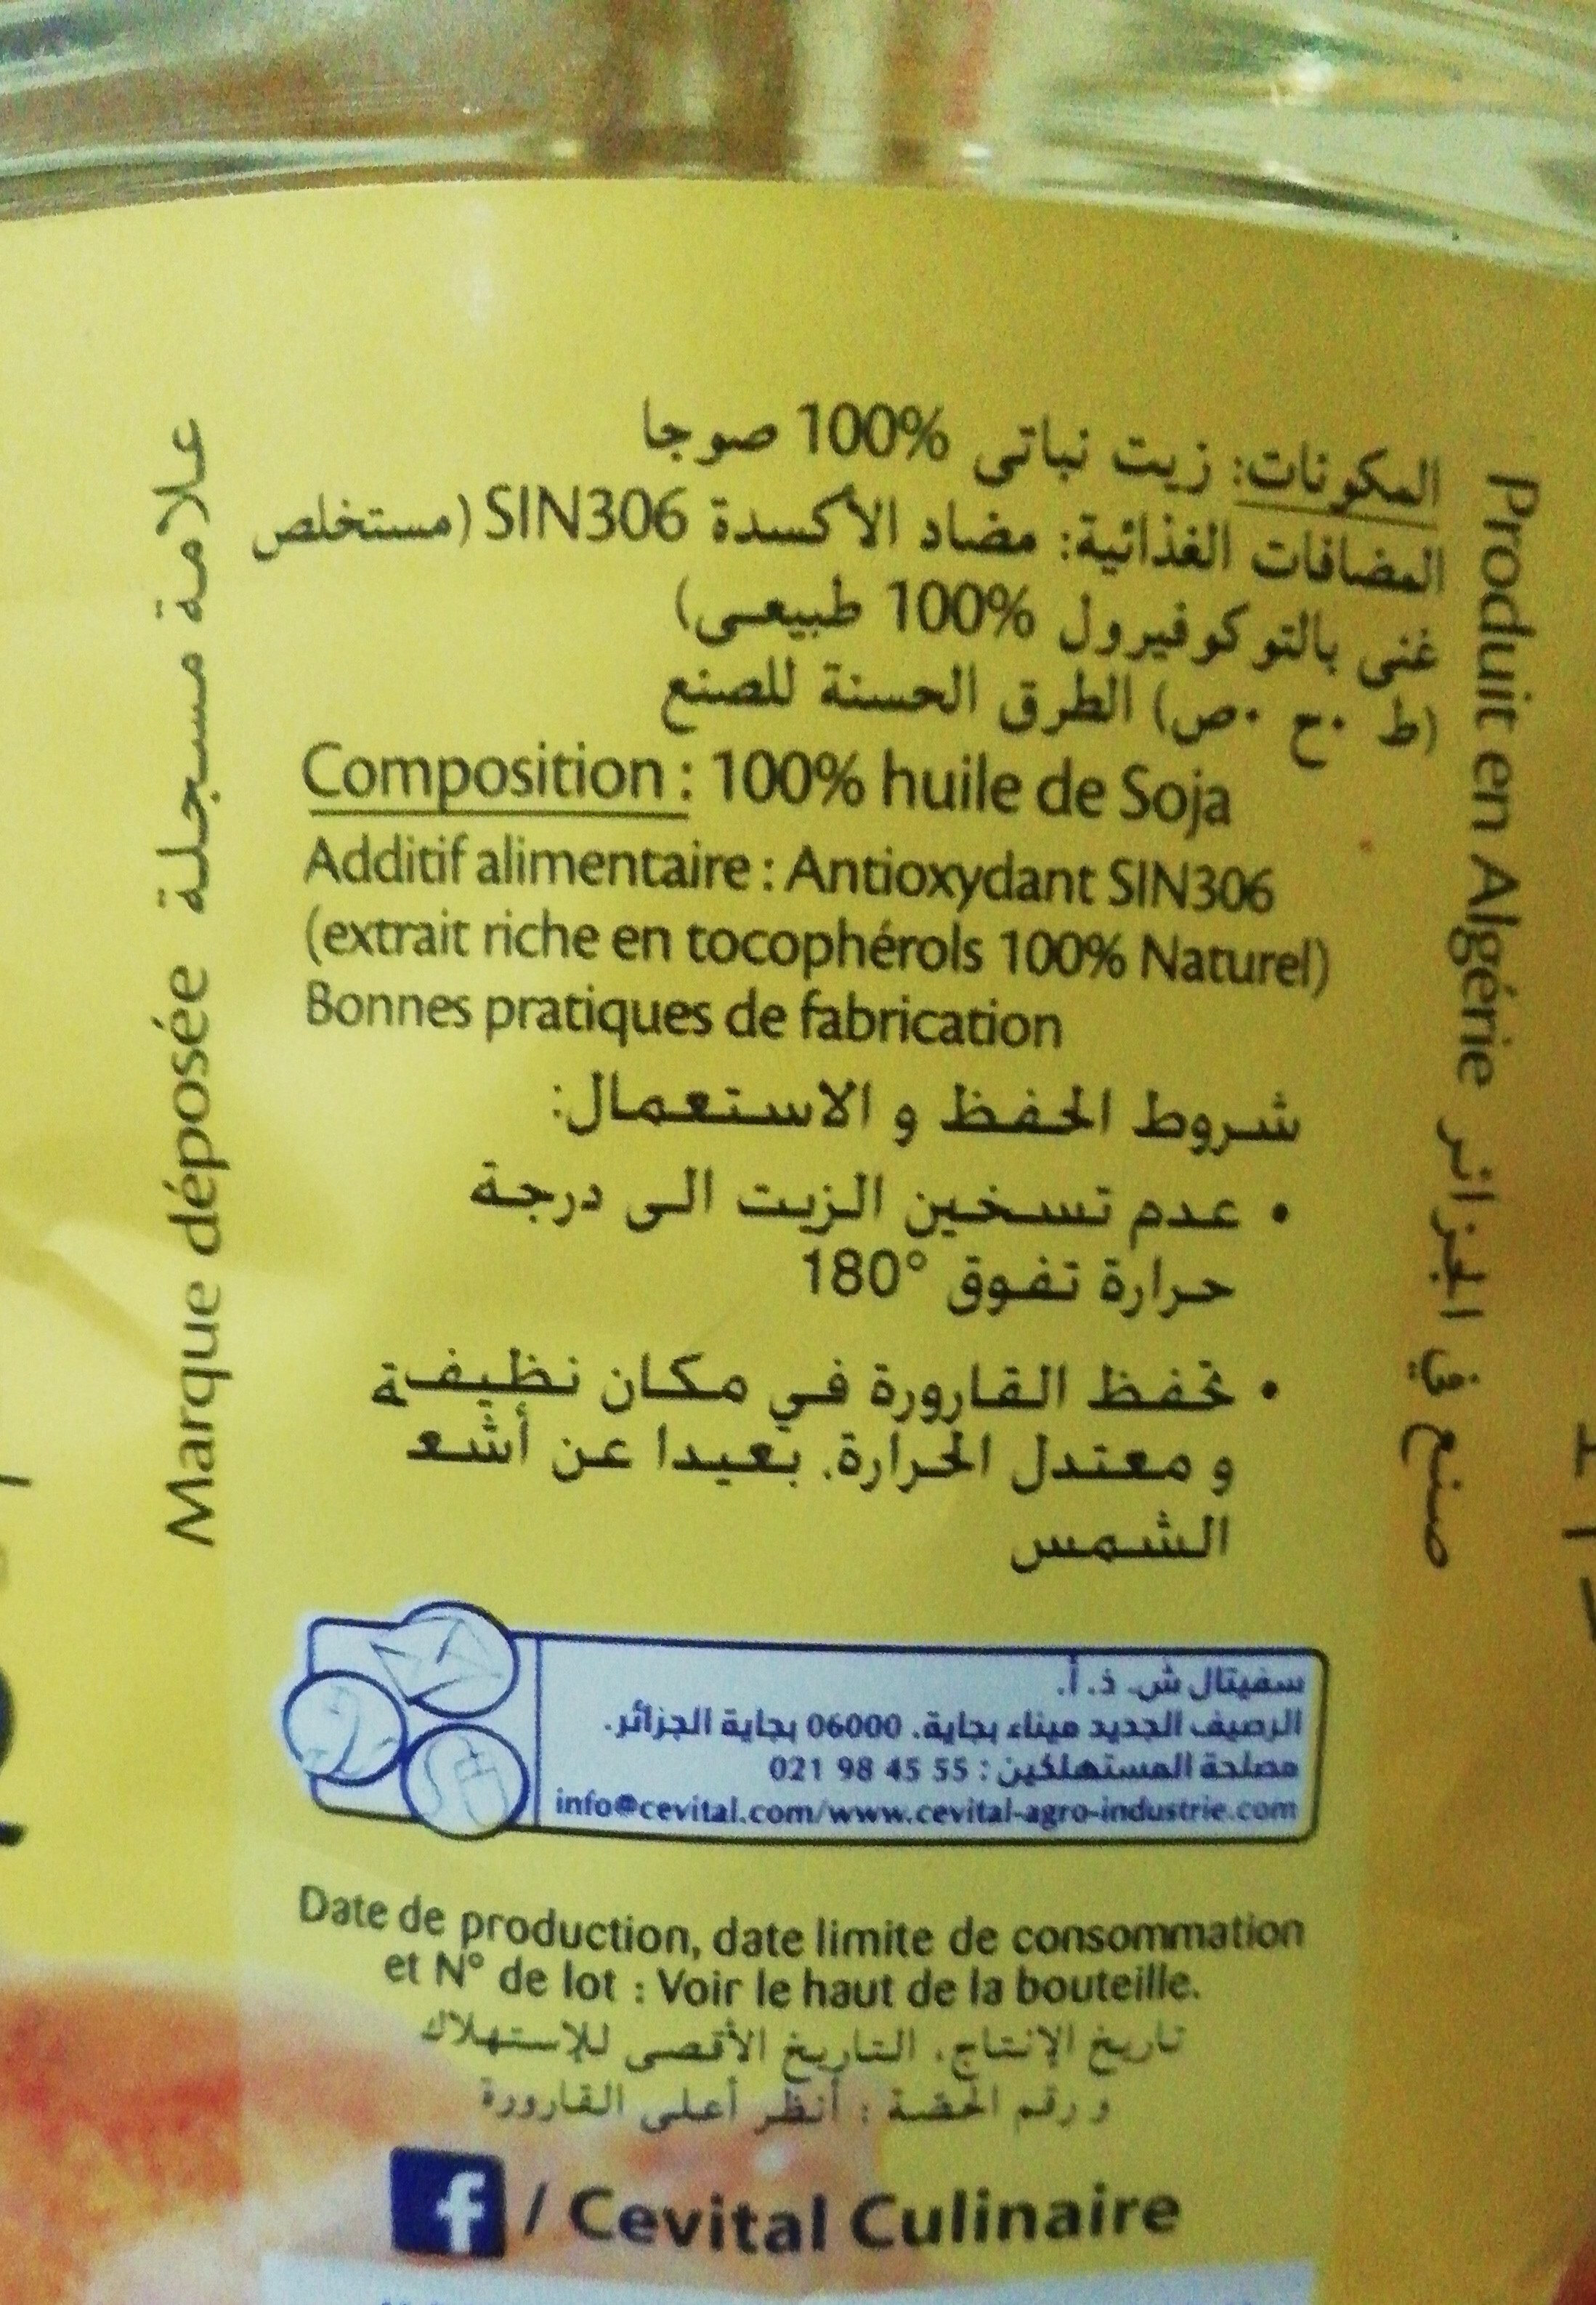 المكونات: زيت نباتي 100% صوجا
المضافات الغذائية: مضاد الأكسدة SIN306 (مستخلص
غني بالتوكوفيرول 100% طبيعي)
(ط .ح .ص) الطرق الحسنة للصنع
Composition : 100% huile de Soja
Additif alimentaire : Antioxydant SIN306
(extrait riche en tocophérols 100% Naturel)
Bonnes pratiques de fabrication
شروط الحفظ و الاستعمال:
• عدم تسخين الزيت الى درجة
حرارة تفوق 180°
• تحفظ القارورة في مكان نظيفة
و معتدل الحرارة. بعيدا عن أشع
الشمس
سفيتال ش. ذ. أ.
الرصيف الجديد ميناء بجاية. 06000 بجاية الجزائر.
مصلحة المستهلكين : 021 98 45 55
info@cevital.com/www.cevital-agro-industrie.com
Date de production, date limite de consommation
et N° de lot : Voir le haut de la bouteille.
تاريخ الإنتاج. التاريخ الأقصى للإستهلاك
و رقم الحصة : أنظر أعلى القارورة
f / Cevital Culinaire
Marque déposée علامة مسجلة
Produit en Algérie صنع في الجزائر